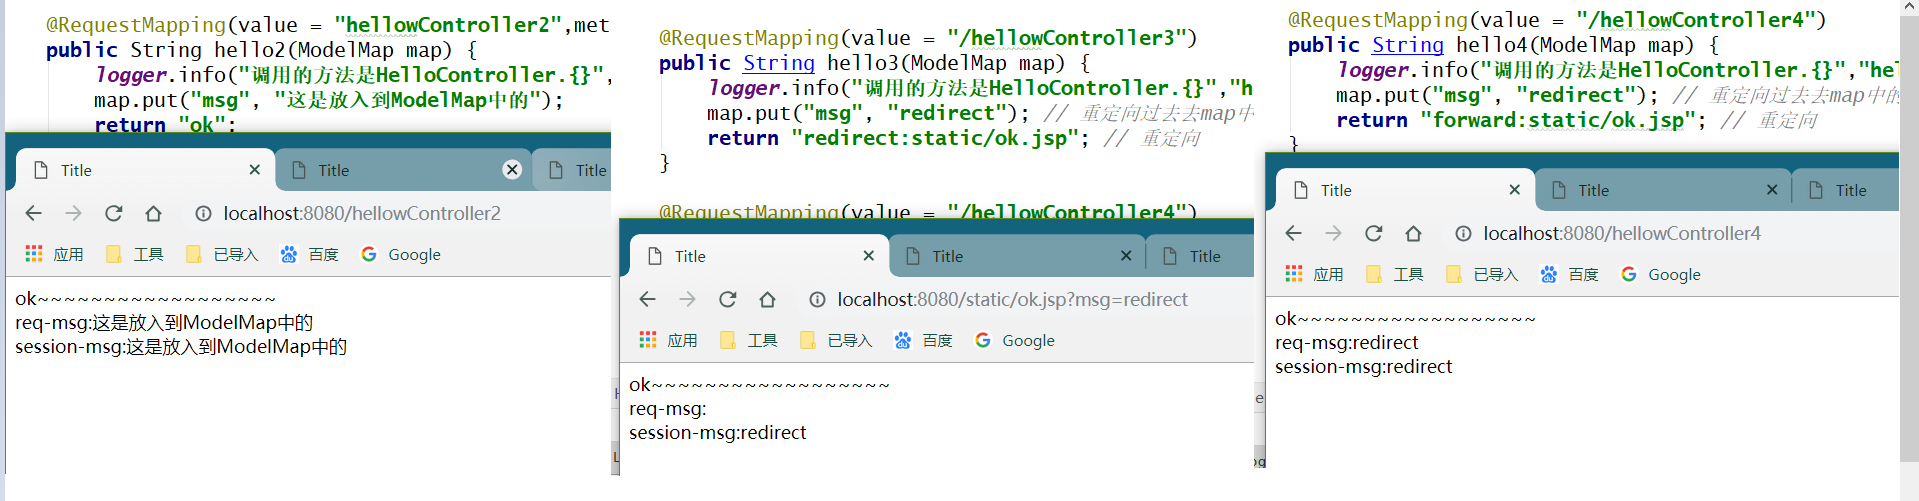 @RequestMapping(value = "hellowController2",met
public String hello2(ModelMap map) {
logger.info("调用的方法是HelloController.{}",
map.put("msg", "这是放入到ModelMap中的");
return "ok";
Title
Title
Title
localhost:8080/hellowController2
应用 工具 已导入 百度 Google
ok~~~~~~~~~~~~~~~~~~
req-msg:这是放入到ModelMap中的
session-msg:这是放入到ModelMap中的
@RequestMapping(value = "/hellowController3")
public String hello3(ModelMap map) {
logger.info("调用的方法是HelloController.{}","h
map.put("msg", "redirect"); // 重定向过去去map中
return "redirect:static/ok.jsp"; // 重定向
}
@RequestMapping(value = "/hellowController4")
Title
Title
Title
localhost:8080/static/ok.jsp?msg=redirect
应用 工具 已导入 百度 Google
ok~~~~~~~~~~~~~~~~~~
req-msg:
session-msg:redirect
@RequestMapping(value = "/hellowController4")
public String hello4(ModelMap map) {
logger.info("调用的方法是HelloController.{}","hel
map.put("msg", "redirect"); // 重定向过去去map中的
return "forward:static/ok.jsp"; // 重定向
}
Title
Title
Title
localhost:8080/hellowController4
应用 工具 已导入 百度 Google
ok~~~~~~~~~~~~~~~~~~
req-msg:redirect
session-msg:redirect